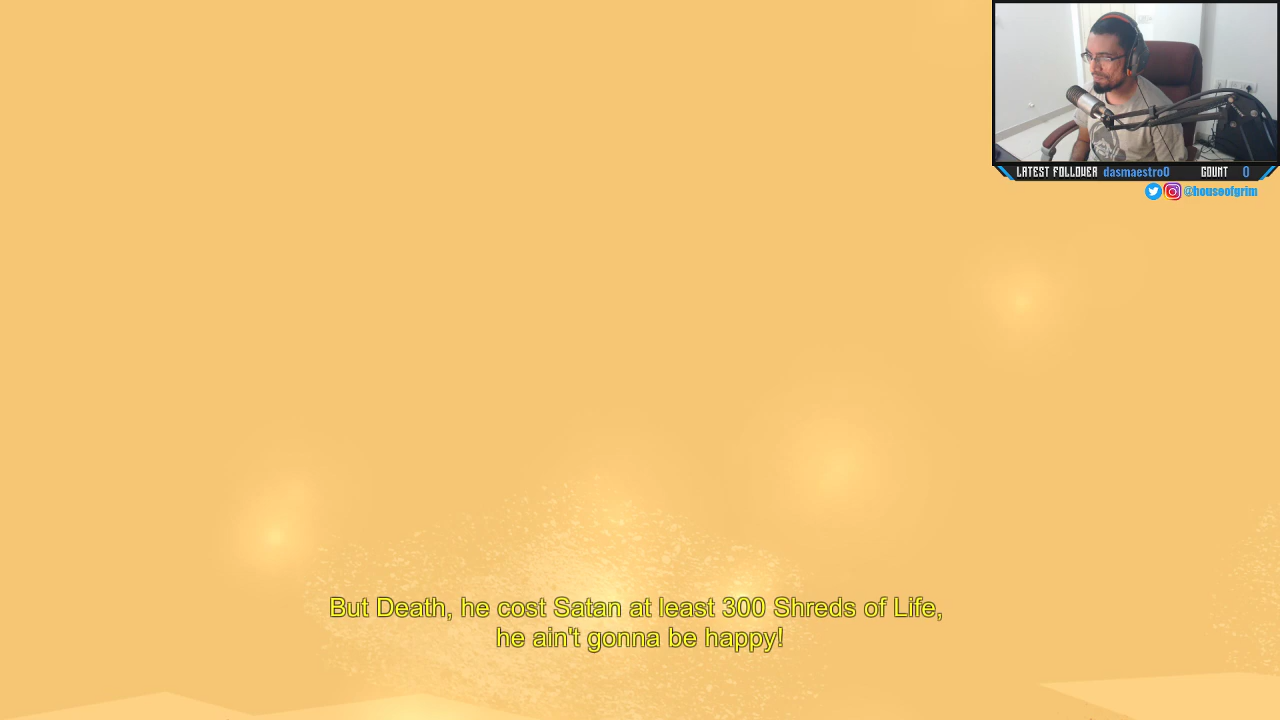 LATEST FOLLOWER dasmaestro0 COUNT 0
@houseofgrim
But Death, he cost Satan at least 300 Shreds of Life,
he ain't gonna be happy!